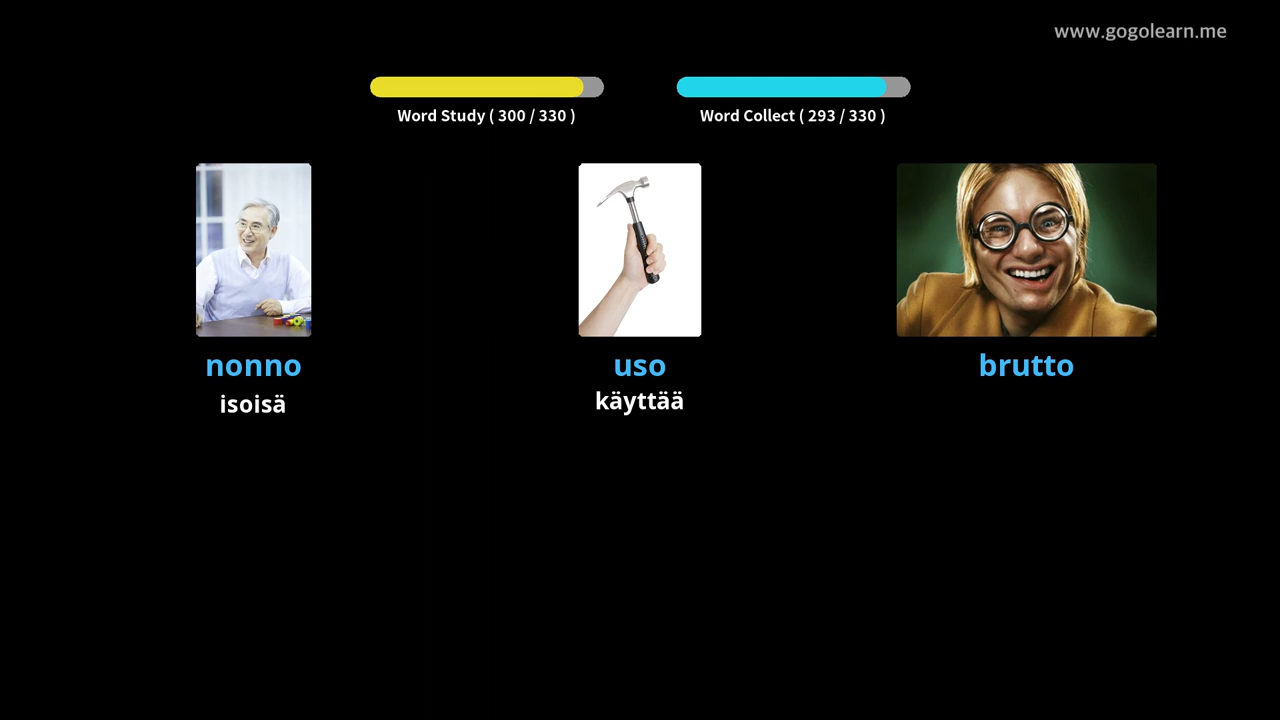 www.gogolearn.me
Word Study ( 300 / 330 )
Word Collect ( 293 / 330 )
nonno
isoisä
uso
käyttää
brutto